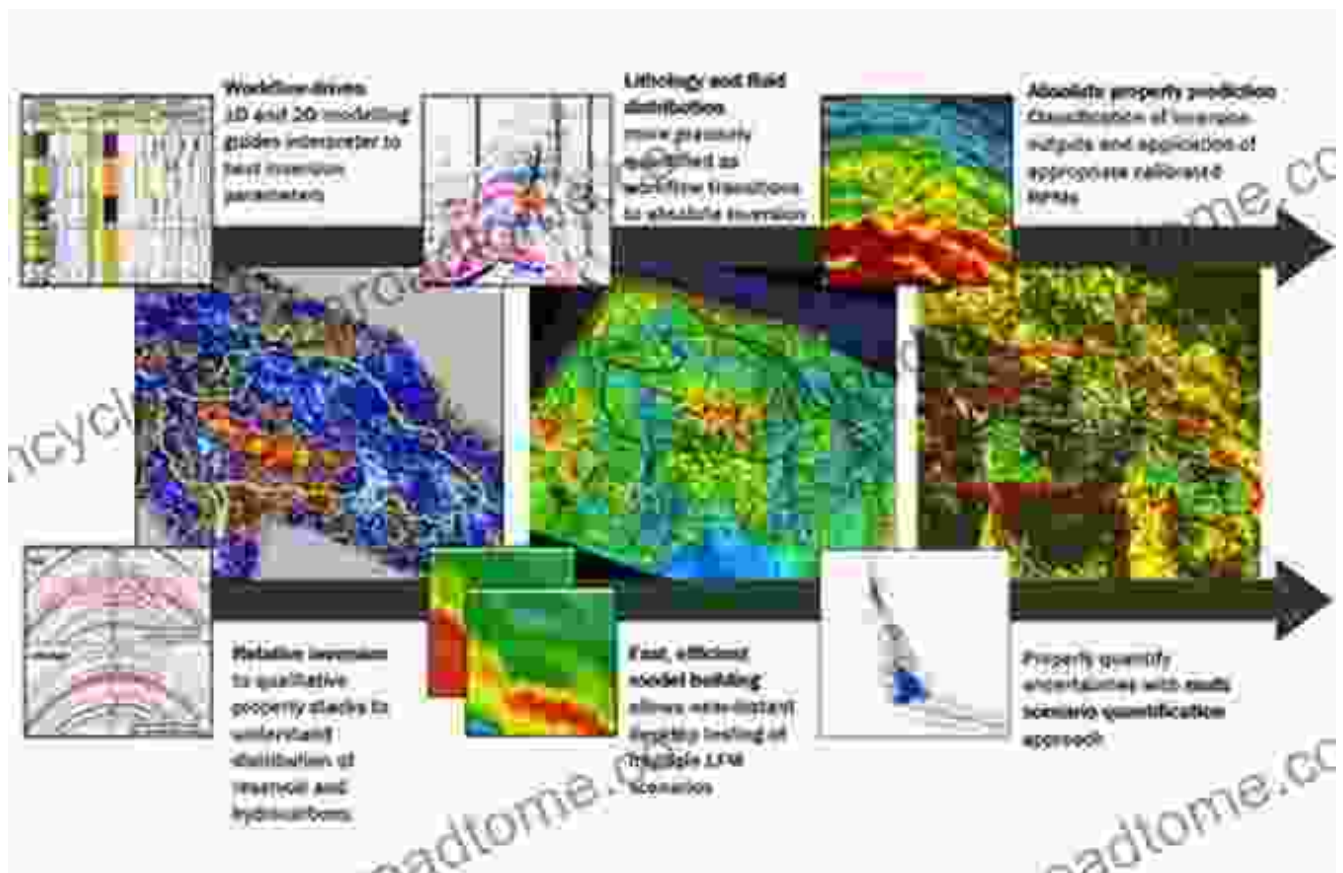 Workflow-driven
1D and 2D modelling
guides interpreter to
best inversion
parameters
Lithology and fluid
distribution
more
quantified as
workflow transitions
to absolute inversion
Absolute property prediction
Classification of inversion
outputs and application of
appropriate calibrated
RPMs
Relative inversion
to qualitative
property stacks to
understand
distribution of
reservoir and
hydrocarbons
Fast, efficient
model building
allows near-instant
testing of
multiple LFM
scenarios
Properly quantify
uncertainties with multi
scenario quantification
approach